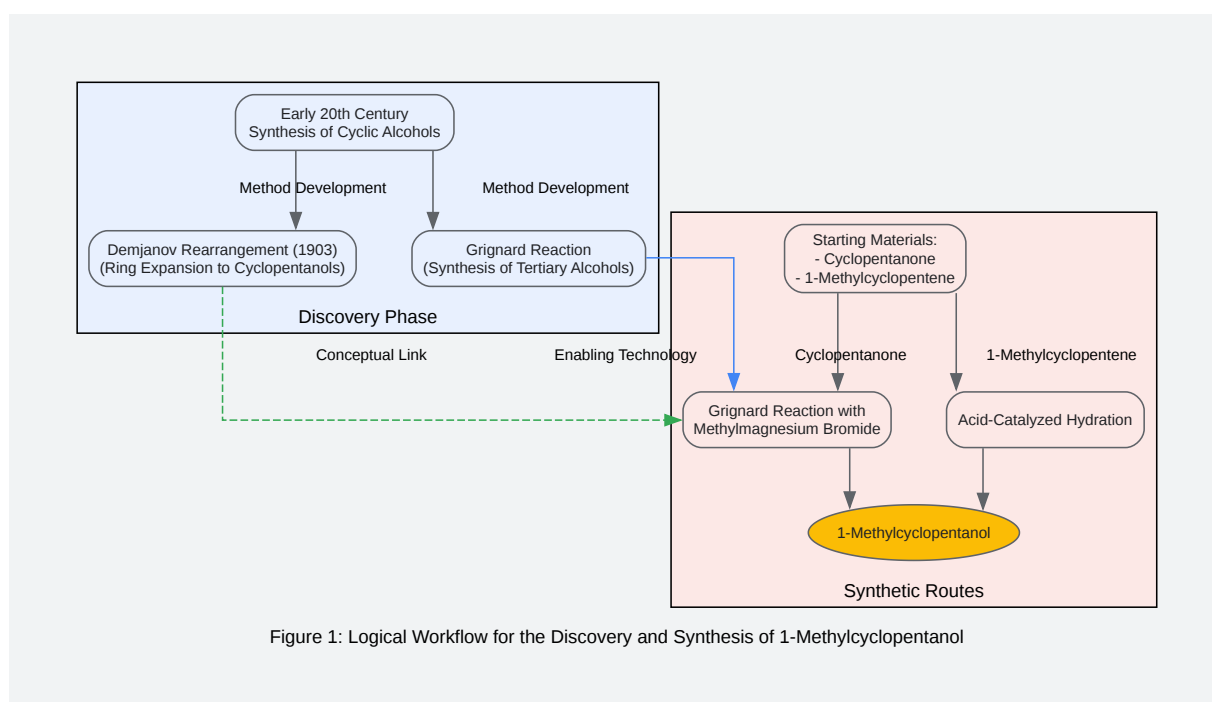 Early 20th Century
Synthesis of Cyclic Alcohols
Method Development
Method Development
Demjanov Rearrangement (1903)
(Ring Expansion to Cyclopentanols)
Grignard Reaction
(Synthesis of Tertiary Alcohols)
Discovery Phase
Starting Materials:
- Cyclopentanone
- 1-Methylcyclopentene
Conceptual Link
Enabling Technology
Cyclopentanone
1-Methylcyclopentene
Grignard Reaction with
Methylmagnesium Bromide
Acid-Catalyzed Hydration
1-Methylcyclopentanol
Synthetic Routes
Figure 1: Logical Workflow for the Discovery and Synthesis of 1-Methylcyclopentanol